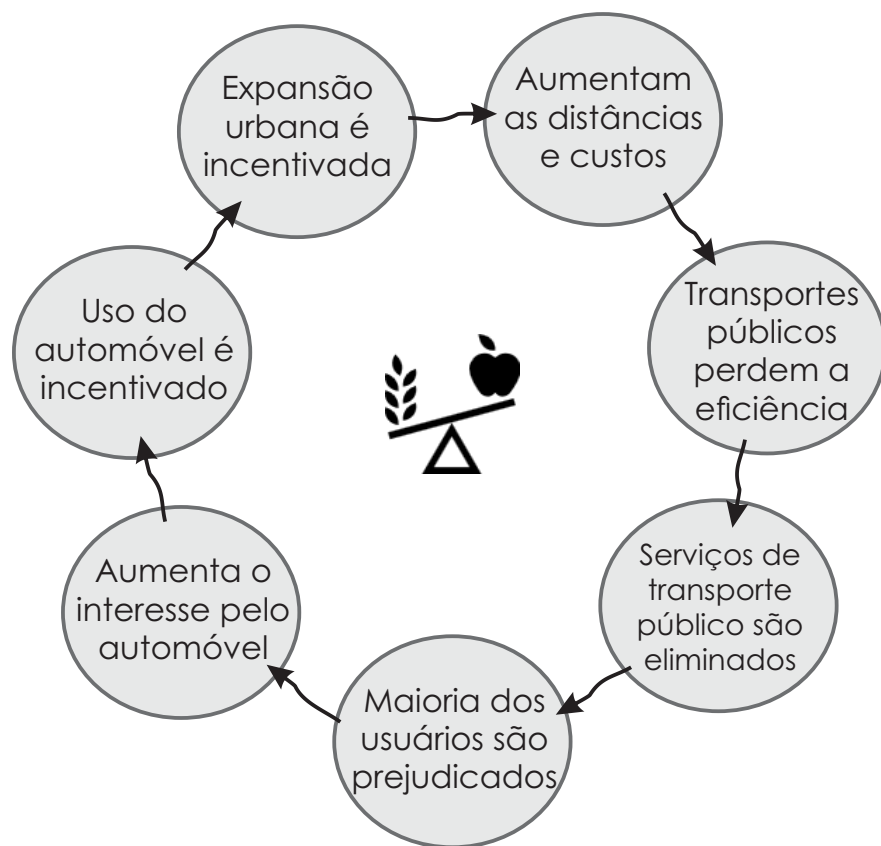 Expansão
urbana é
incentivada
Aumentam
as distâncias
e custos
Transportes
públicos
perdem a
eficiência
Serviços de
transporte
público são
eliminados
Maioria dos
usuários são
prejudicados
Aumenta o
interesse pelo
automóvel
Uso do
automóvel é
incentivado